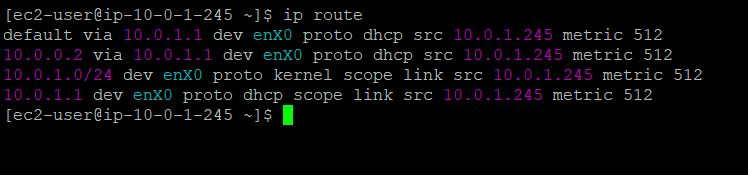 [ec2-user@ip-10-0-1-245 ~]$ ip route
default via 10.0.1.1 dev enX0 proto dhcp src 10.0.1.245 metric 512
10.0.0.2 via 10.0.1.1 dev enX0 proto dhcp src 10.0.1.245 metric 512
10.0.1.0/24 dev enX0 proto kernel scope link src 10.0.1.245 metric 512
10.0.1.1 dev enX0 proto dhcp scope link src 10.0.1.245 metric 512
[ec2-user@ip-10-0-1-245 ~]$